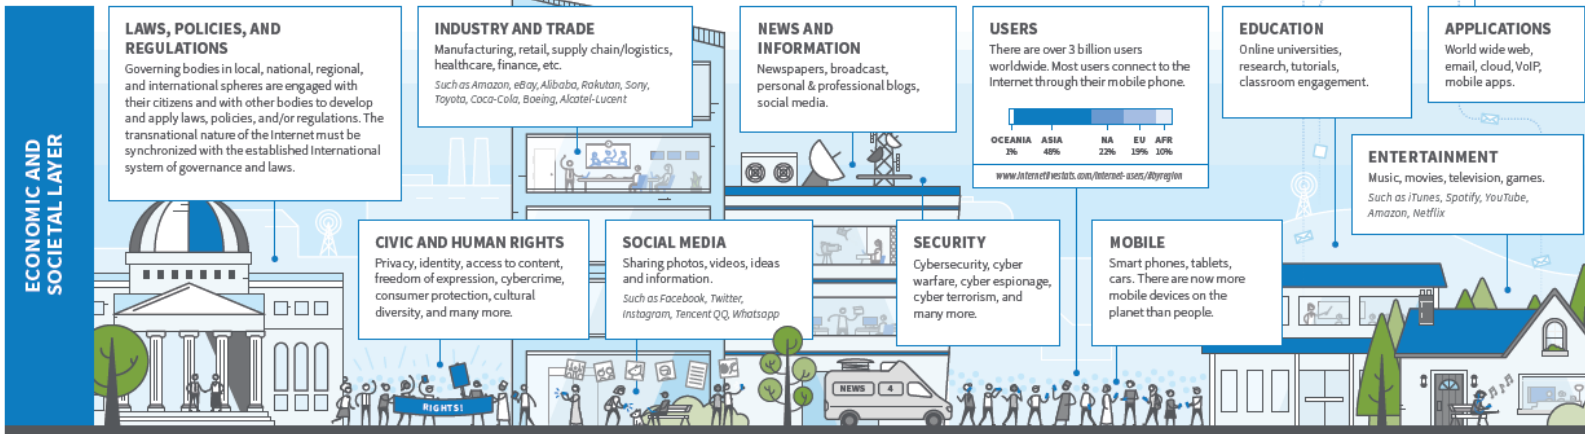 ECONOMIC AND
SOCIETAL LAYER
LAWS, POLICIES, AND
REGULATIONS
Governing bodies in local, national, regional,
and international spheres are engaged with
their citizens and with other bodies to develop
and apply laws, policies, and/or regulations. The
transnational nature of the Internet must be
synchronized with the established International
system of governance and laws.
INDUSTRY AND TRADE
Manufacturing, retail, supply chain/logistics,
healthcare, finance, etc.
Such as Amazon, eBay, Alibaba, Rakutan, Sony,
Toyota, Coca-Cola, Boeing, Alcatel-Lucent
NEWS AND
INFORMATION
Newspapers, broadcast,
personal & professional blogs,
social media.
USERS
There are over 3 billion users
worldwide. Most users connect to the
Internet through their mobile phone.
OCEANIA ASIA NA EU AFR
1% 48% 22% 19% 10%
www.internetlivestats.com/internet-users/#byregion
EDUCATION
Online universities,
research, tutorials,
classroom engagement.
APPLICATIONS
World wide web,
email, cloud, VoIP,
mobile apps.
ENTERTAINMENT
Music, movies, television, games.
Such as iTunes, Spotify, YouTube,
Amazon, Netflix
CIVIC AND HUMAN RIGHTS
Privacy, identity, access to content,
freedom of expression, cybercrime,
consumer protection, cultural
diversity, and many more.
SOCIAL MEDIA
Sharing photos, videos, ideas
and information.
Such as Facebook, Twitter,
Instagram, Tencent QQ, Whatsapp
SECURITY
Cybersecurity, cyber
warfare, cyber espionage,
cyber terrorism, and
many more.
MOBILE
Smart phones, tablets,
cars. There are now more
mobile devices on the
planet than people.
RIGHTS!
NEWS 4